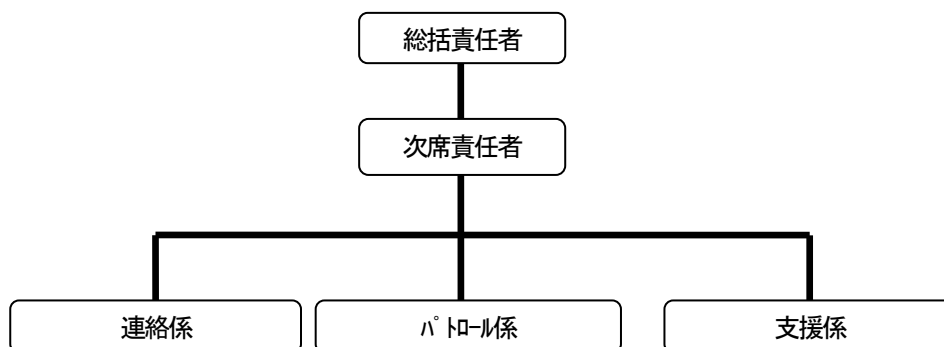 総括責任者
次席責任者
連絡係
ﾊﾟﾄﾛｰﾙ係
支援係